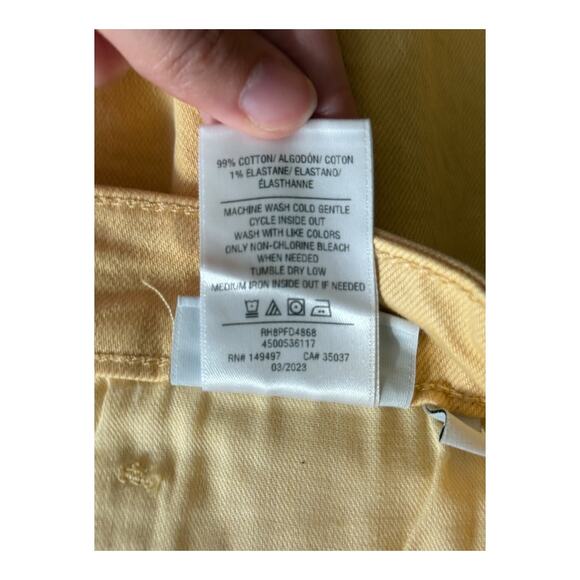 99% COTTON/ ALGODÓN/ COTON
1% ELASTANE/ ELASTANO/
ÉLASTHANNE
MACHINE WASH COLD GENTLE
CYCLE INSIDE OUT
WASH WITH LIKE COLORS
ONLY NON-CHLORINE BLEACH
WHEN NEEDED
TUMBLE DRY LOW
MEDIUM IRON INSIDE OUT IF NEEDED
RH8PFD4868
4500536117
RN# 149497 CA# 35037
03/2023